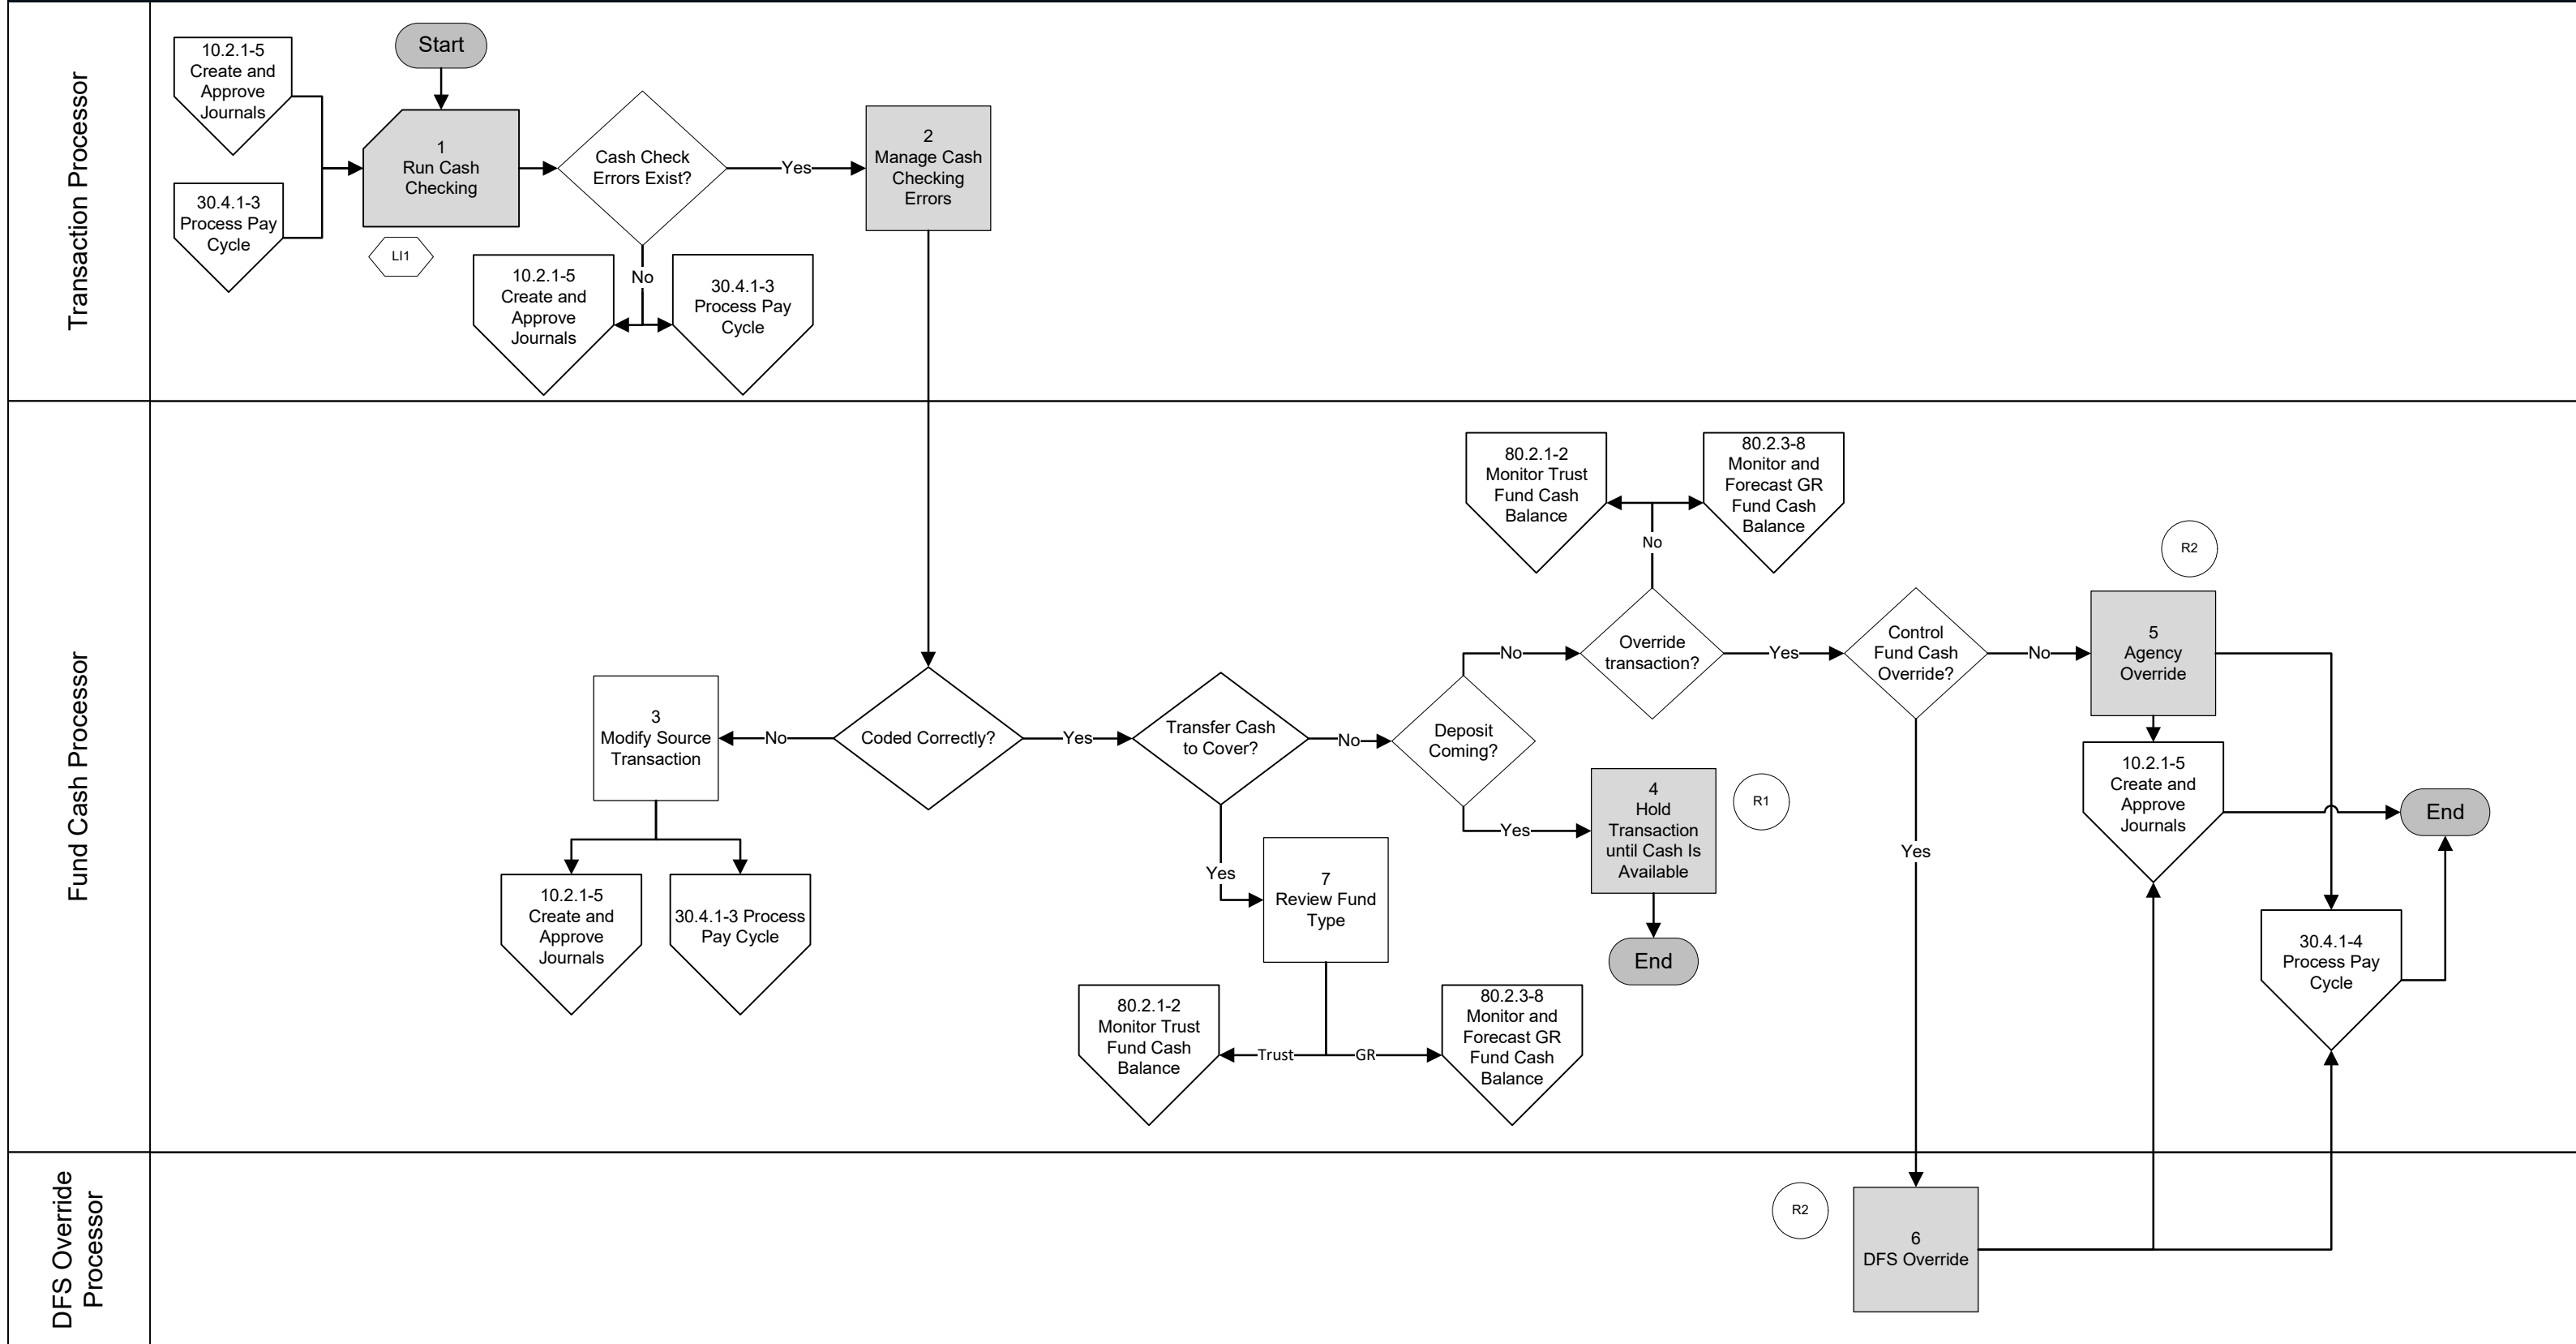 Transaction Processor
10.2.1-5
Create and
Approve
Journals
30.4.1-3
Process Pay
Cycle
Start
1
Run Cash
Checking
LI1
Cash Check
Errors Exist?
Yes
2
Manage Cash
Checking
Errors
No
10.2.1-5
Create and
Approve
Journals
30.4.1-3
Process Pay
Cycle
Fund Cash Processor
3
Modify Source
Transaction
No
Coded Correctly?
Yes
10.2.1-5
Create and
Approve
Journals
30.4.1-3 Process
Pay Cycle
Transfer Cash
to Cover?
No
Yes
7
Review Fund
Type
Trust
GR
80.2.1-2
Monitor Trust
Fund Cash
Balance
80.2.3-8
Monitor and
Forecast GR
Fund Cash
Balance
Deposit
Coming?
Yes
4
Hold
Transaction
until Cash Is
Available
R1
End
No
Override
transaction?
No
80.2.1-2
Monitor Trust
Fund Cash
Balance
80.2.3-8
Monitor and
Forecast GR
Fund Cash
Balance
Yes
Control
Fund Cash
Override?
No
R2
5
Agency
Override
10.2.1-5
Create and
Approve
Journals
End
30.4.1-4
Process Pay
Cycle
Yes
DFS Override
Processor
R2
6
DFS Override